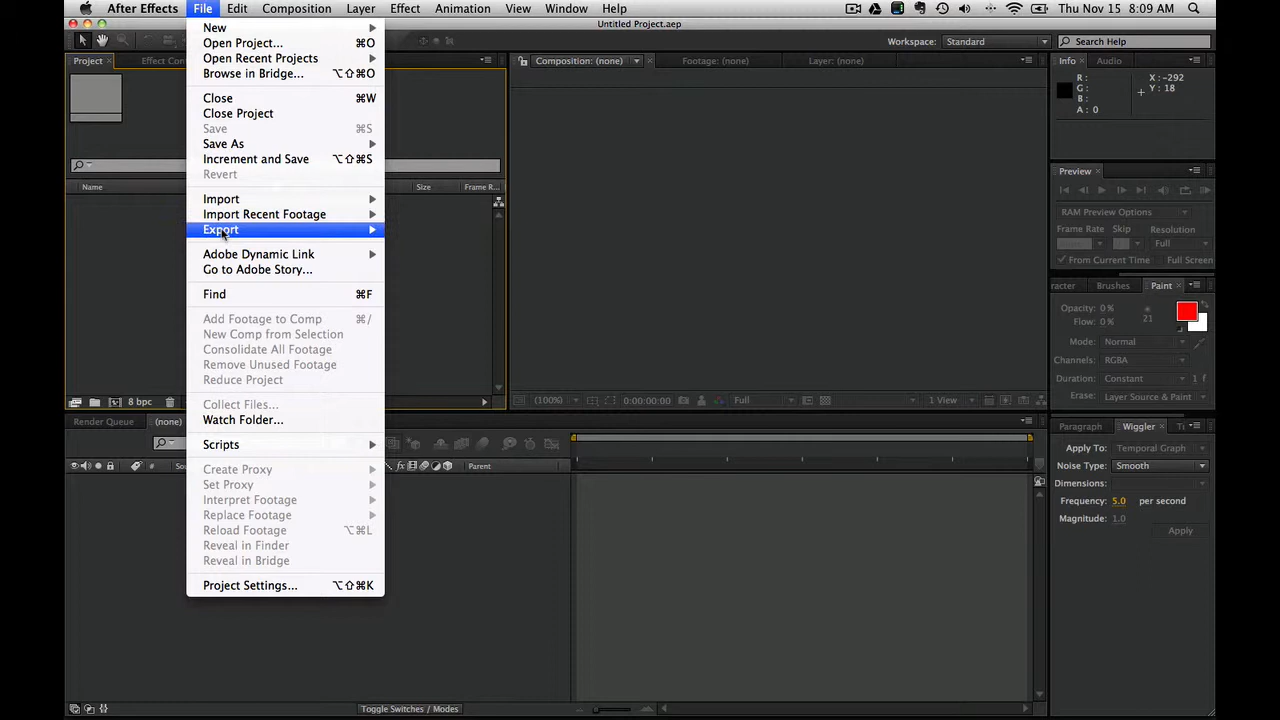 After Effects File Edit Composition Layer Effect Animation View Window Help Thu Nov 15 8:09 AM
Untitled Project.aep
Workspace: Standard Search Help
Project Effect Con
Composition: (none) Footage: (none) Layer: (none)
Info Audio
R :
G :
B :
A : 0
X : -292
Y : 18
New
Open Project... ⌘O
Open Recent Projects
Browse in Bridge... ⌥⇧⌘O
Close ⌘W
Close Project
Save ⌘S
Save As
Increment and Save ⌥⇧⌘S
Revert
Import
Import Recent Footage
Export
Adobe Dynamic Link
Go to Adobe Story...
Find ⌘F
Add Footage to Comp ⌘/
New Comp from Selection
Consolidate All Footage
Remove Unused Footage
Reduce Project
Collect Files...
Watch Folder...
Scripts
Create Proxy
Set Proxy
Interpret Footage
Replace Footage
Reload Footage ⌥⌘L
Reveal in Finder
Reveal in Bridge
Project Settings... ⌥⇧⌘K
Name Size Frame R...
8 bpc
(100%) 0:00:00:00 Full 1 View
Preview
RAM Preview Options
Frame Rate Skip Resolution
Full
From Current Time Full Screen
racter Brushes Paint
Opacity: 0 %
Flow: 0 %
21
Mode: Normal
Channels: RGBA
Duration: Constant 1 f
Erase: Layer Source & Paint
Render Queue (none)
Sou Parent
Paragraph Wiggler Ti
Apply To: Temporal Graph
Noise Type: Smooth
Dimensions:
Frequency: 5.0 per second
Magnitude: 1.0
Apply
Toggle Switches / Modes